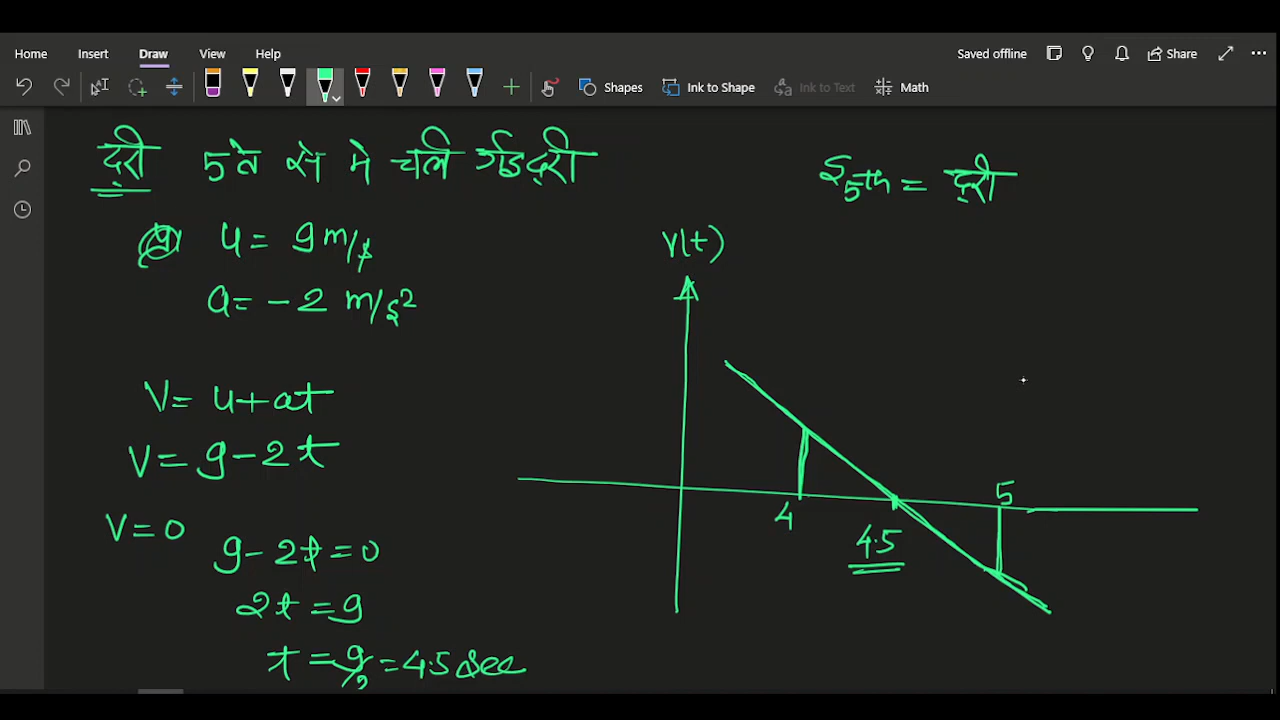 Home Insert Draw View Help Saved offline Share
Shapes Ink to Shape Ink to Text Math
दूरी 5वे से मे चलि गई दूरी
S5th = दूरी
u = 9 m/s
a = -2 m/s²
V = u + at
V = 9 - 2t
V = 0
9 - 2t = 0
2t = 9
t = 9/2 = 4.5 sec
V(t)
4
4.5
5